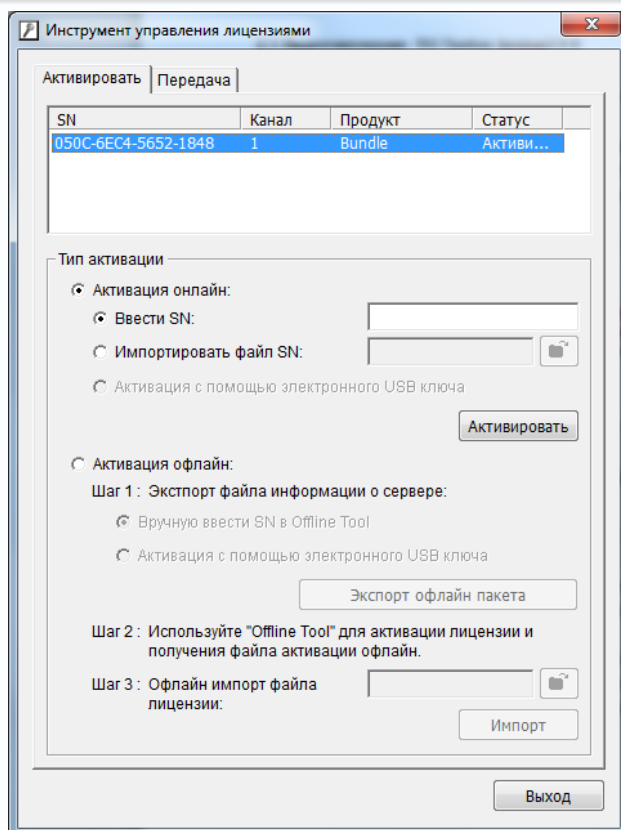 Инструмент управления лицензиями
Активировать Передача
SN Канал Продукт Статус
050C-6EC4-5652-1848 1 Bundle Активи...
Тип активации
Активация онлайн:
Ввести SN:
Импортировать файл SN:
Активация с помощью электронного USB ключа
Активировать
Активация офлайн:
Шаг 1 : Экстпорт файла информации о сервере:
Вручную ввести SN в Offline Tool
Активация с помощью электронного USB ключа
Экспорт офлайн пакета
Шаг 2 : Используйте "Offline Tool" для активации лицензии и
получения файла активации офлайн.
Шаг 3 : Офлайн импорт файла
лицензии:
Импорт
Выход